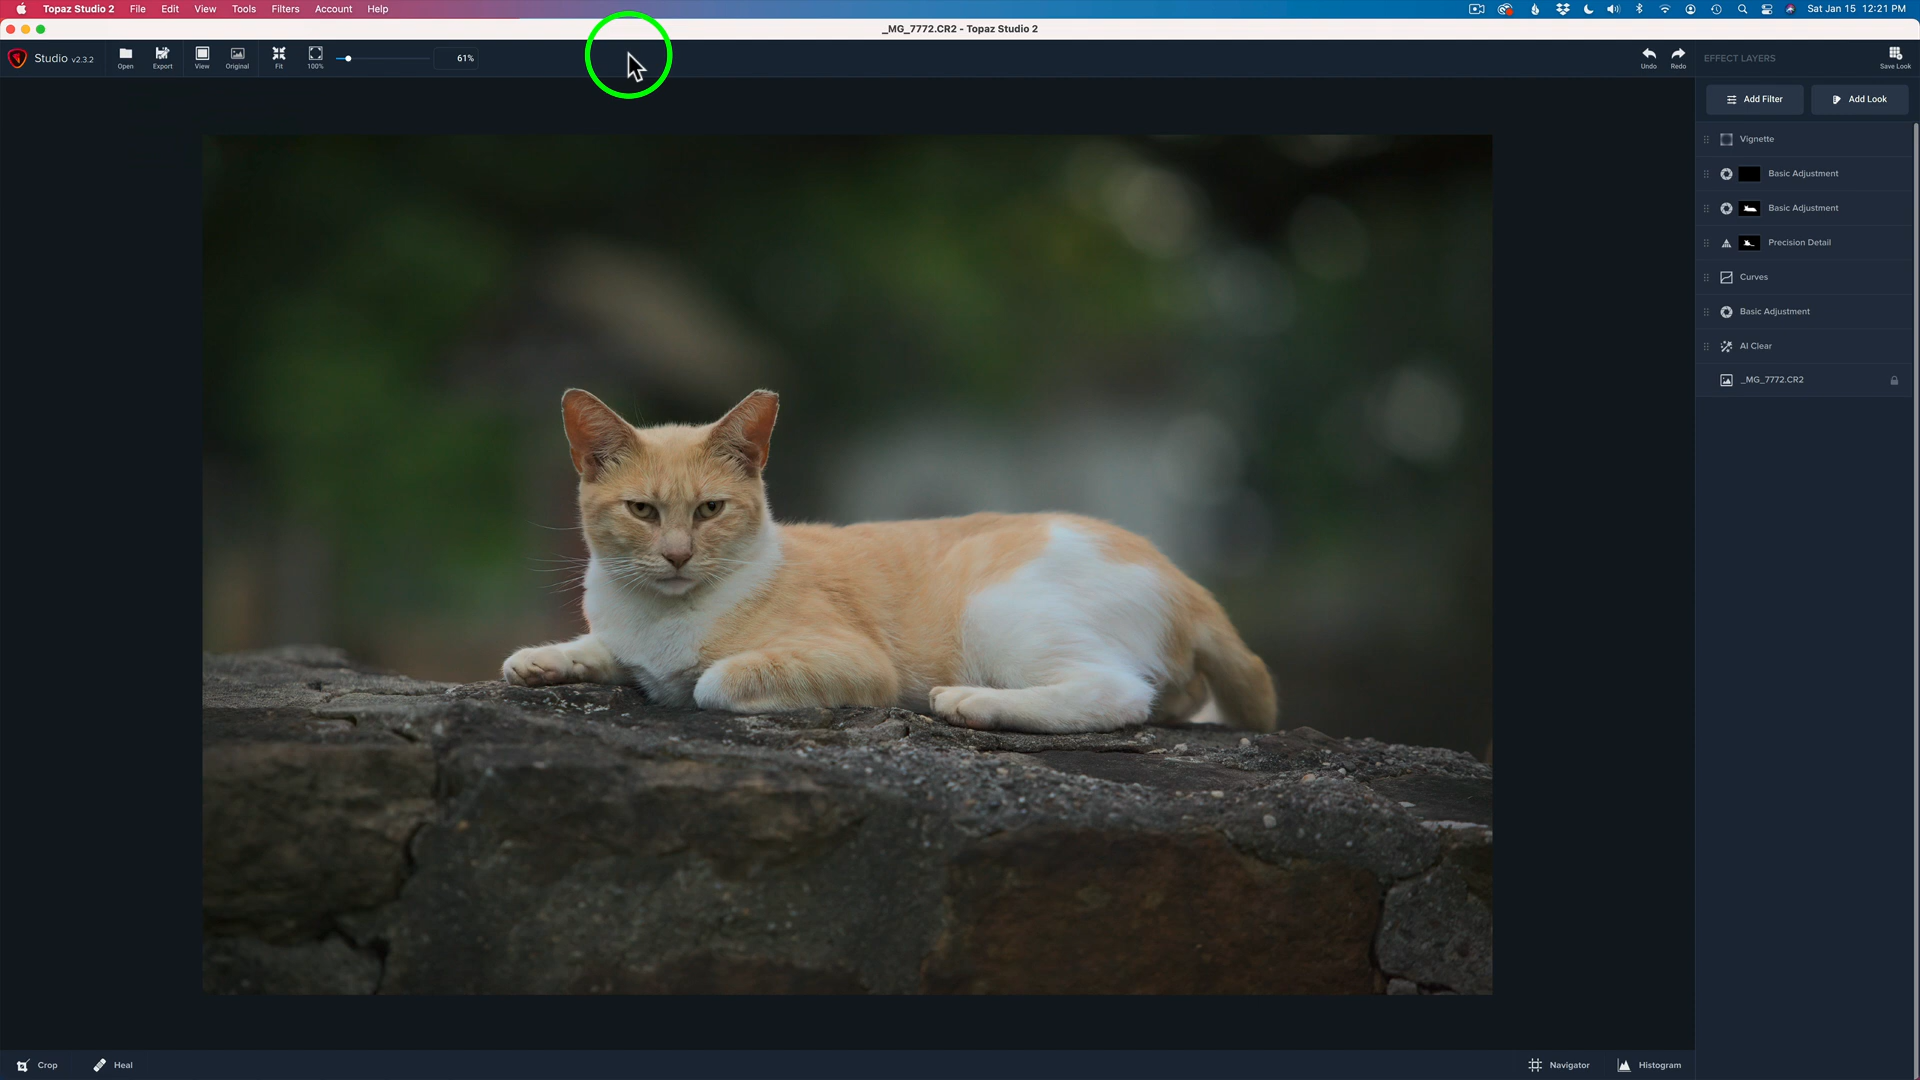 Topaz Studio 2 File Edit View Tools Filters Account Help Sat Jan 15 12:21 PM
_MG_7772.CR2 - Topaz Studio 2
Studio v2.3.2 Open Export View Original Fit 100% 61% Undo Redo EFFECT LAYERS Save Look
Add Filter Add Look
Vignette
Basic Adjustment
Basic Adjustment
Precision Detail
Curves
Basic Adjustment
AI Clear
_MG_7772.CR2
Crop Heal Navigator Histogram